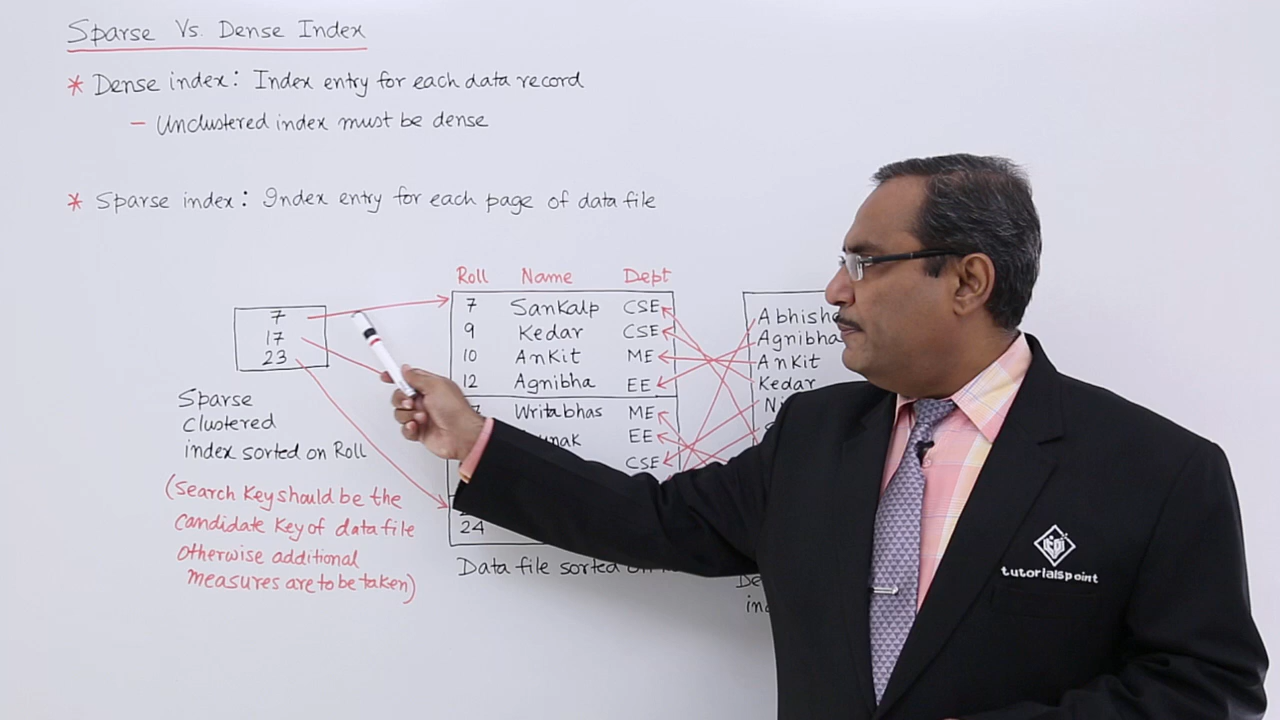 Sparse Vs. Dense Index
* Dense index: Index entry for each data record
- Unclustered index must be dense
* Sparse index: Index entry for each page of data file
Roll Name Dept
7
17
23
7 Sankalp CSE
9 Kedar CSE
10 Ankit ME
12 Agnibha EE
Writabhas ME
EE
CSE
24
Agnibha
Ankit
Kedar
Sparse
Clustered
index sorted on Roll
(Search Key should be the
candidate key of data file
otherwise additional
measures are to be taken)
Data file sorted on
tutorialspoint